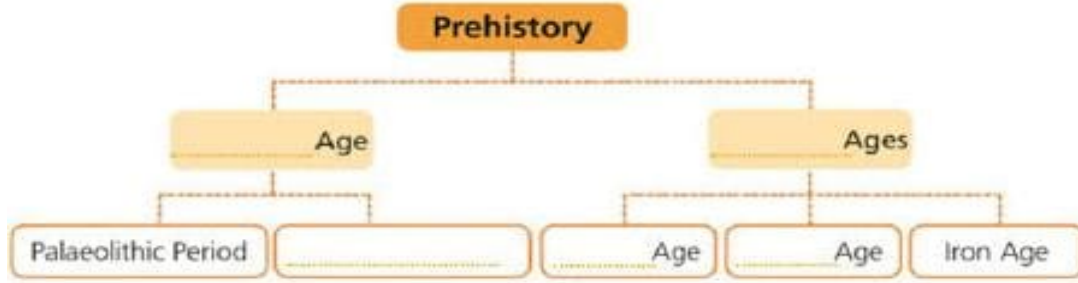 Prehistory
Age
Ages
Palaeolithic Period
Age
Age
Iron Age